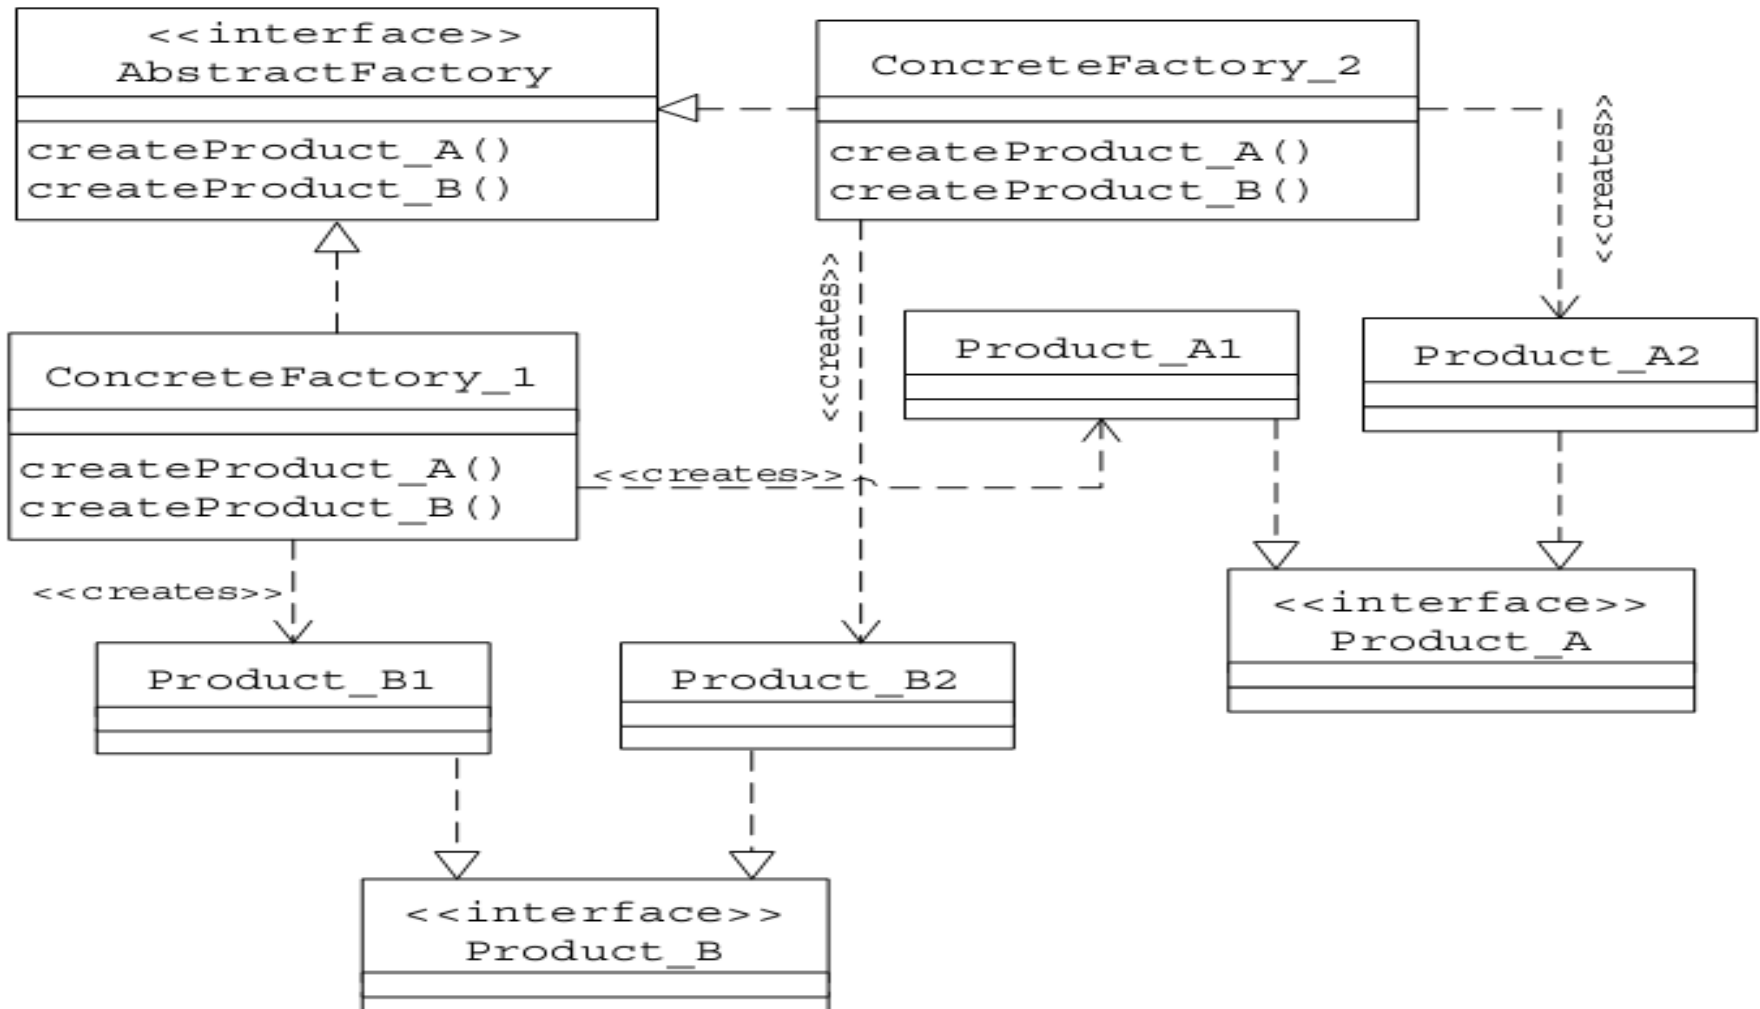 <<interface>>
AbstractFactory
createProduct_A()
createProduct_B()
ConcreteFactory_2
createProduct_A()
createProduct_B()
<<creates>>
<<creates>>
ConcreteFactory_1
createProduct_A()
createProduct_B()
<<creates>>
<<creates>>
Product_A1
Product_A2
<<interface>>
Product_A
Product_B1
Product_B2
<<interface>>
Product_B